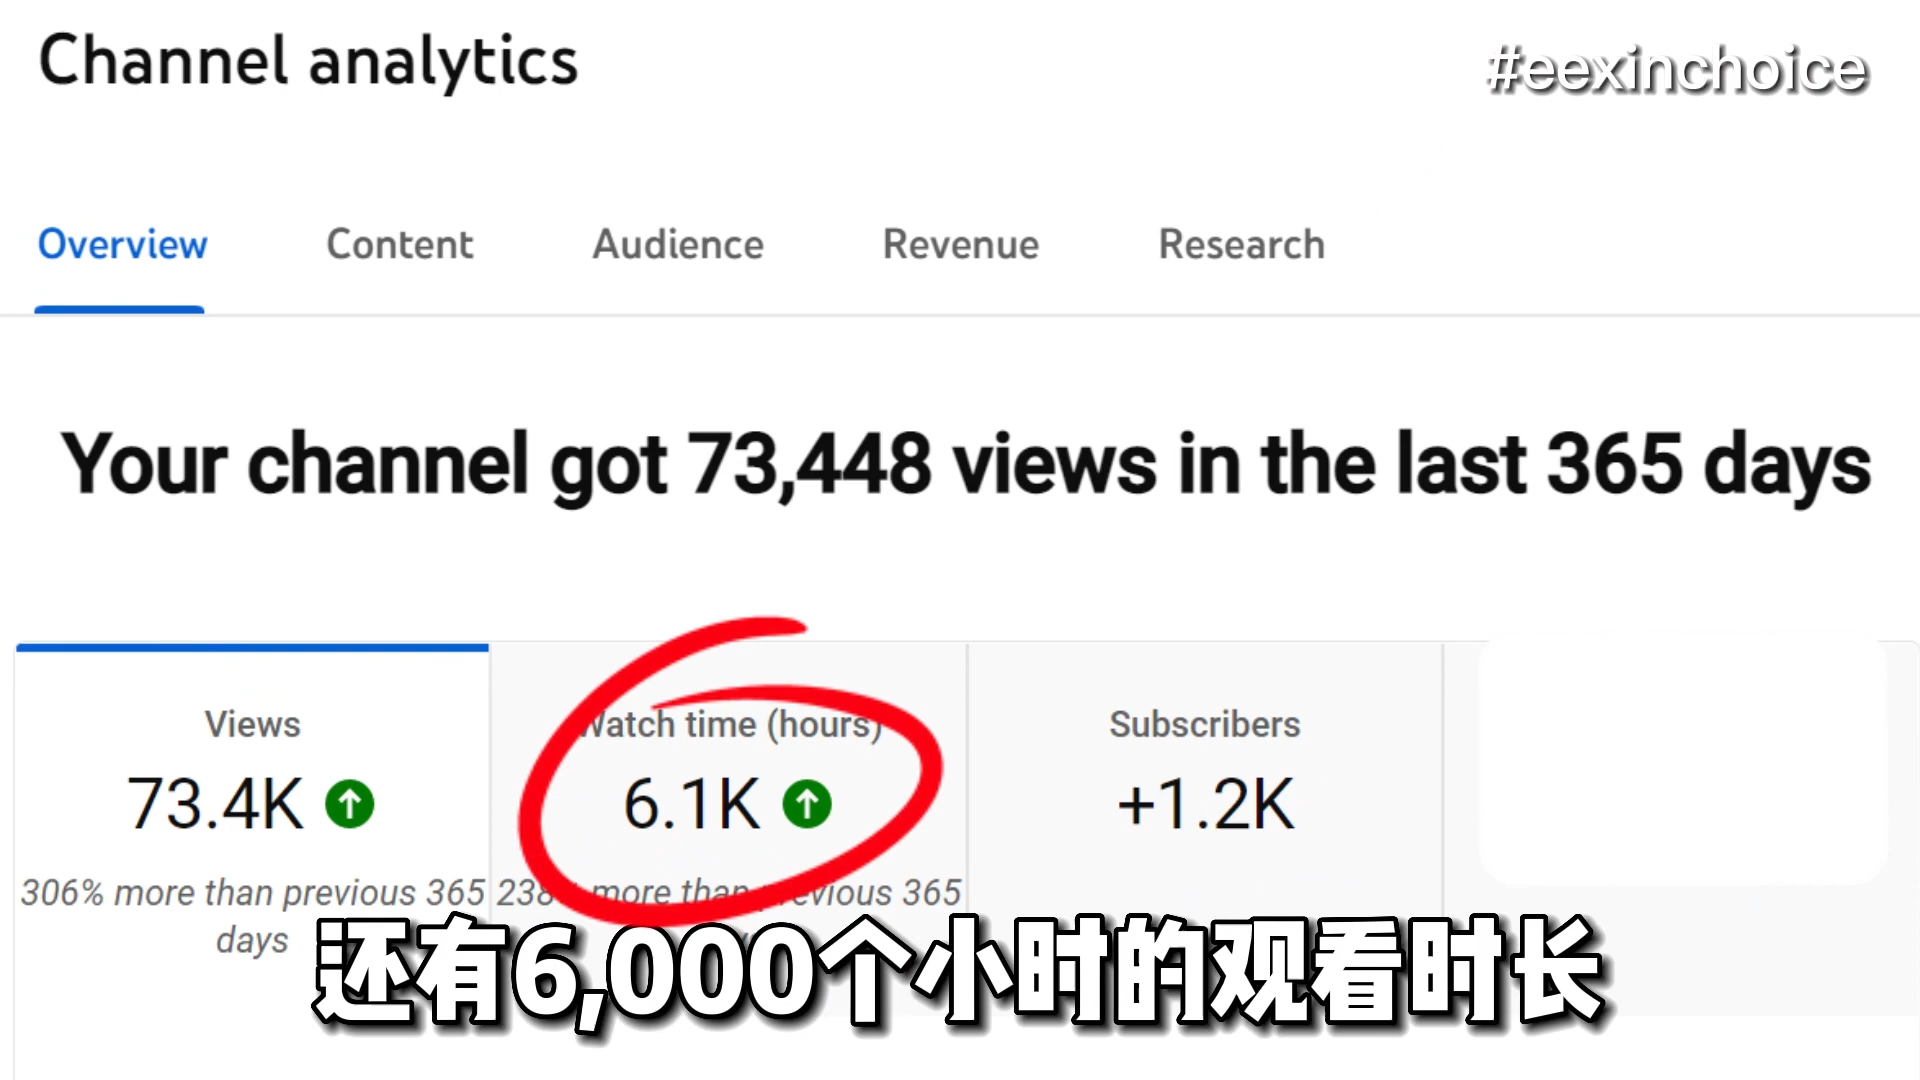 Channel analytics
#eexinchoice
Overview
Content
Audience
Revenue
Research
Your channel got 73,448 views in the last 365 days
Views
73.4K
306% more than previous 365
days
Watch time (hours)
6.1K
238% more than previous 365
Subscribers
+1.2K
还有6,000个小时的观看时长